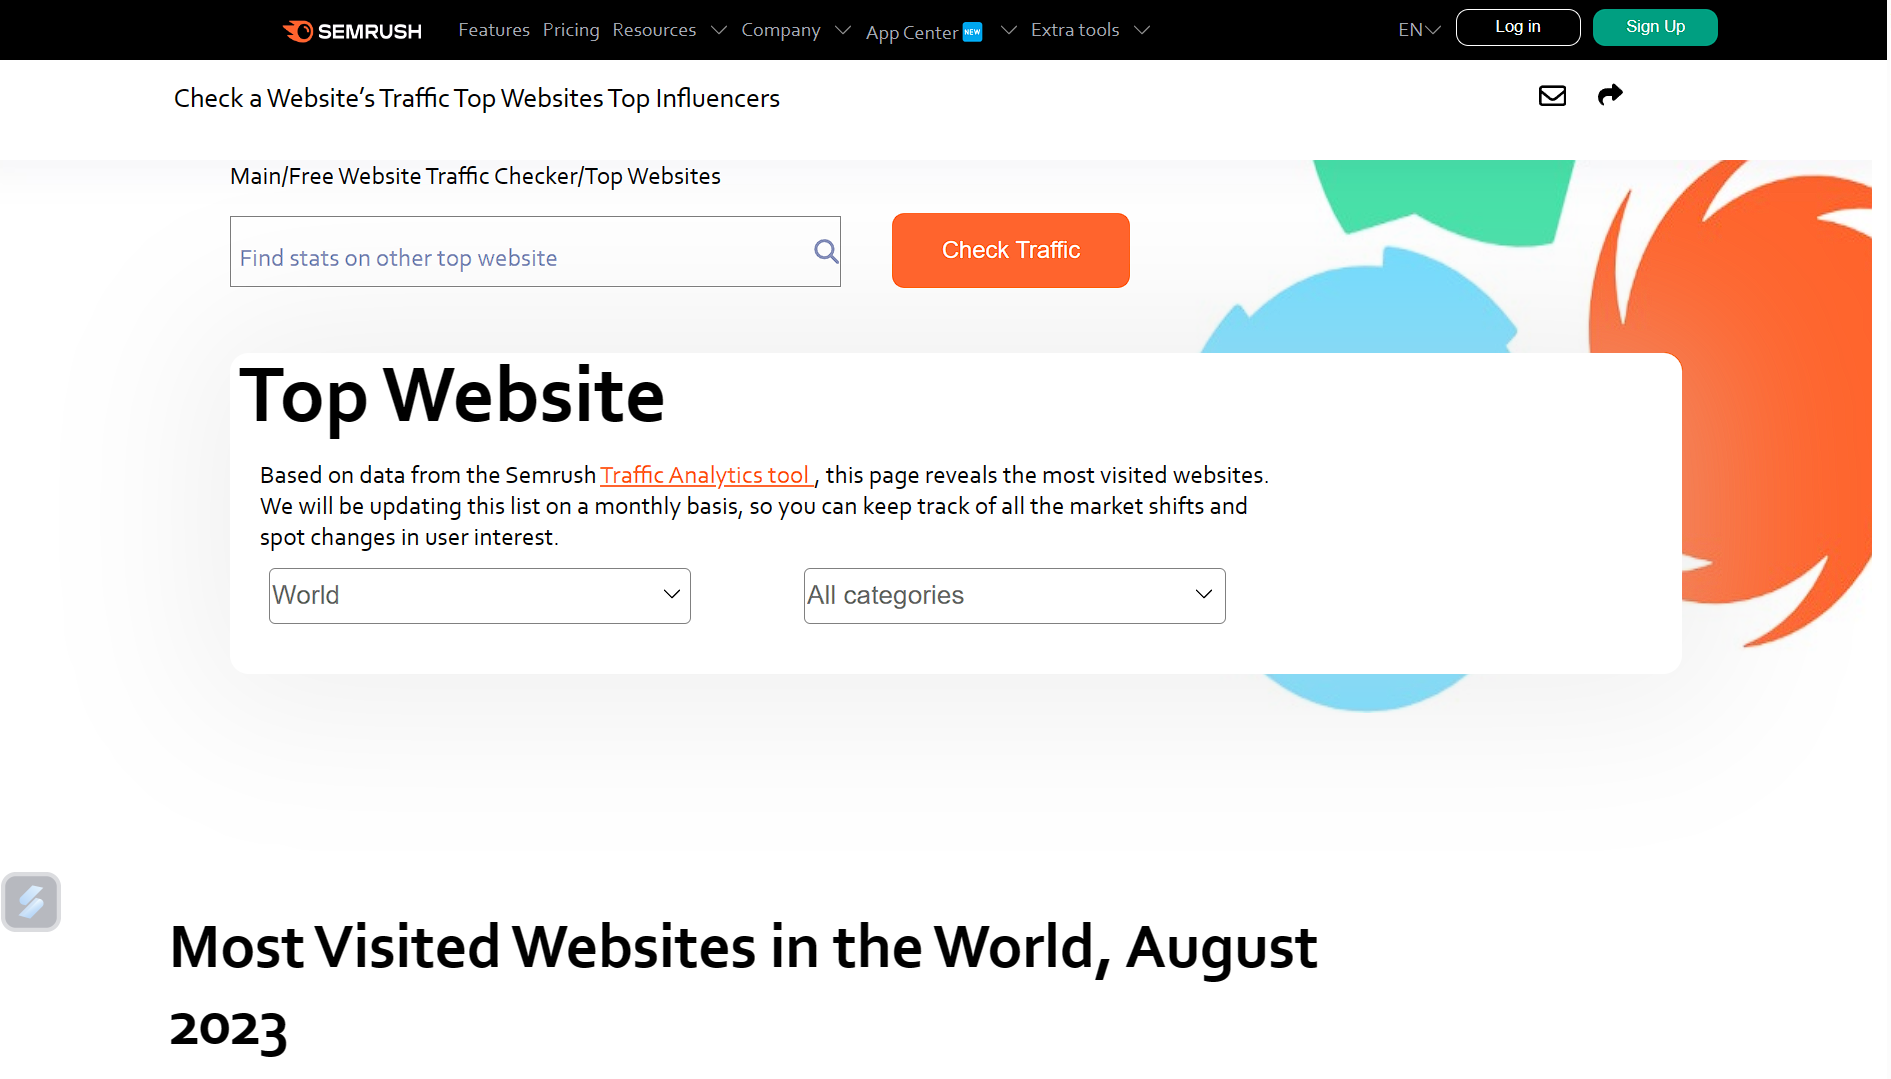 SEMRUSH Features Pricing Resources Company App Center NEW Extra tools EN Log in Sign Up
Check a Website’s Traffic Top Websites Top Influencers
Main/Free Website Traffic Checker/Top Websites
Find stats on other top website
Check Traffic
Top Website
Based on data from the Semrush Traffic Analytics tool , this page reveals the most visited websites.
We will be updating this list on a monthly basis, so you can keep track of all the market shifts and
spot changes in user interest.
World
All categories
Most Visited Websites in the World, August
2023